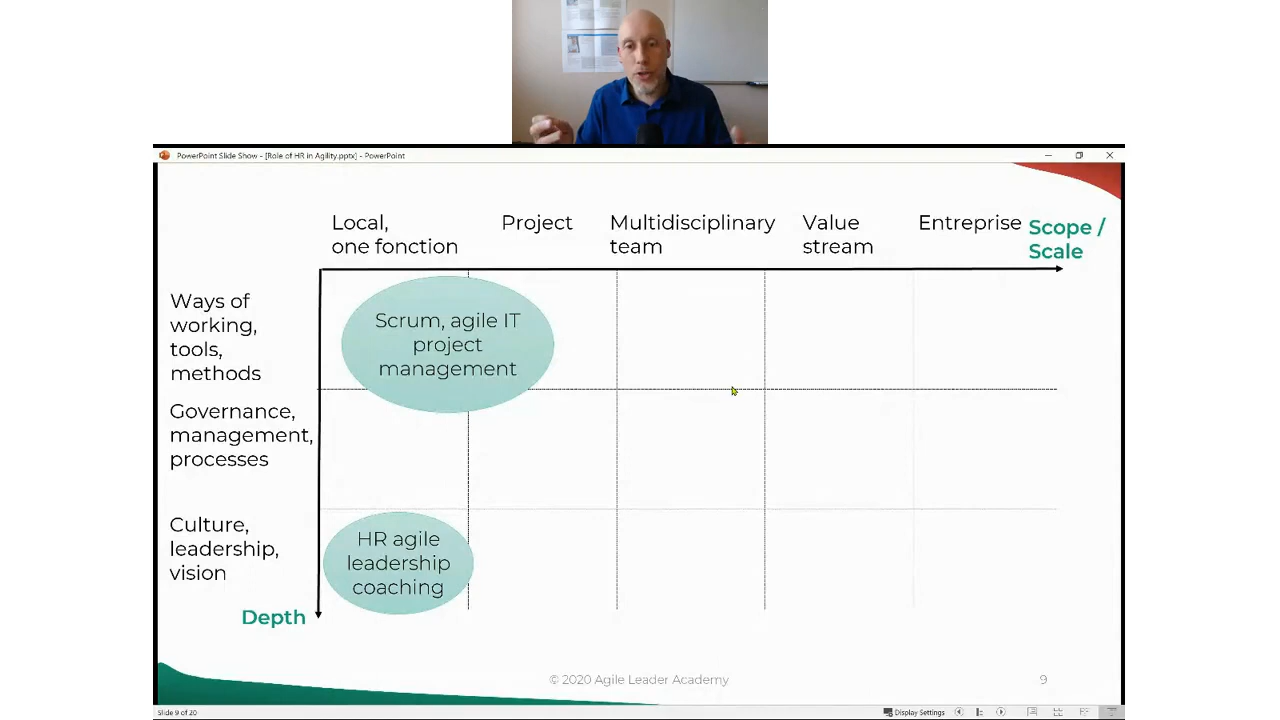 PowerPoint Slide Show - [Role of HR in Agility.pptx] - PowerPoint
Local,
one fonction
Project
Multidisciplinary
team
Value
stream
Entreprise
Scope /
Scale
Ways of
working,
tools,
methods
Scrum, agile IT
project
management
Governance,
management,
processes
Culture,
leadership,
vision
HR agile
leadership
coaching
Depth
© 2020 Agile Leader Academy
9
Slide 9 of 20
Display Settings